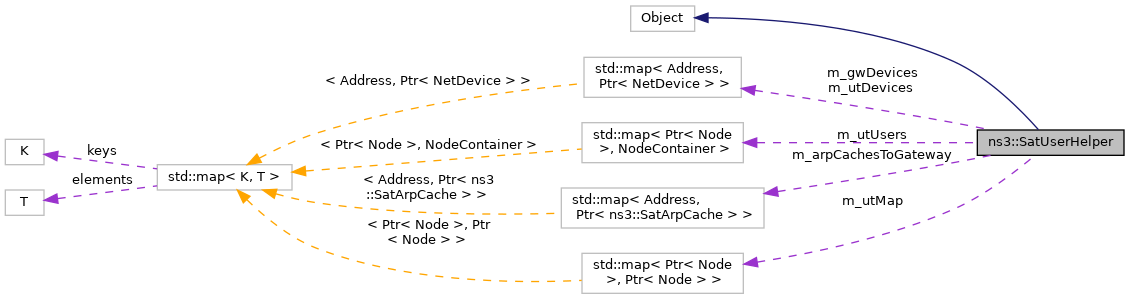 Object
std::map< Address,
Ptr< NetDevice > >
< Address, Ptr< NetDevice > >
m_gwDevices
m_utDevices
K
keys
T
elements
std::map< K, T >
< Ptr< Node >, NodeContainer >
std::map< Ptr< Node
>, NodeContainer >
m_utUsers
ns3::SatUserHelper
m_arpCachesToGateway
< Address, Ptr< ns3
::SatArpCache > >
std::map< Address,
Ptr< ns3::SatArpCache > >
m_utMap
< Ptr< Node >, Ptr
< Node > >
std::map< Ptr< Node
>, Ptr< Node > >